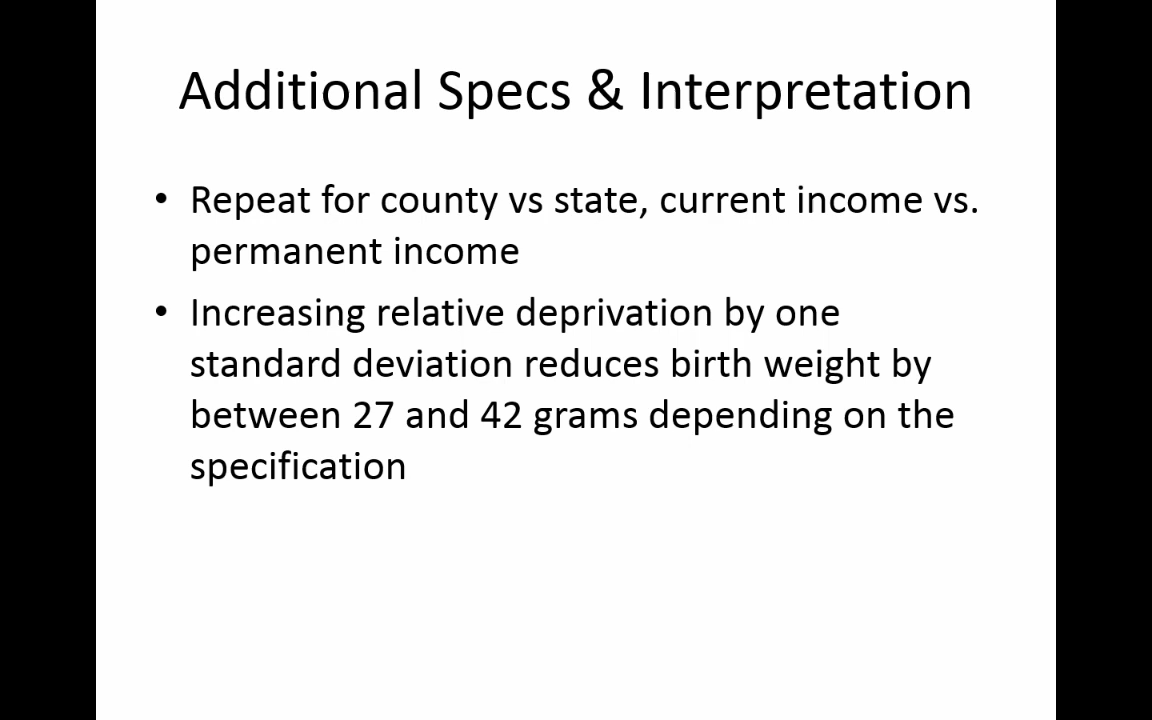 Additional Specs & Interpretation
• Repeat for county vs state, current income vs.
permanent income
• Increasing relative deprivation by one
standard deviation reduces birth weight by
between 27 and 42 grams depending on the
specification